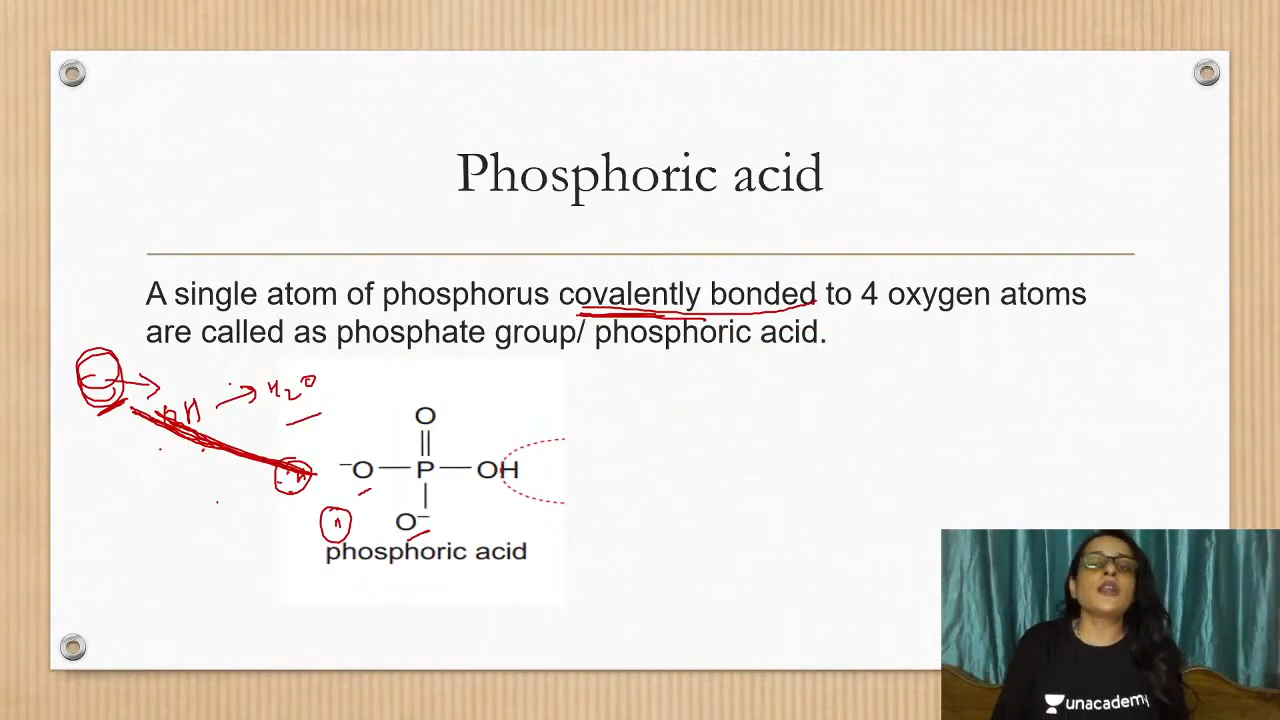 Phosphoric acid
A single atom of phosphorus covalently bonded to 4 oxygen atoms
are called as phosphate group/ phosphoric acid.
H₂O
O
⁻O P OH
O⁻
phosphoric acid
unacademy